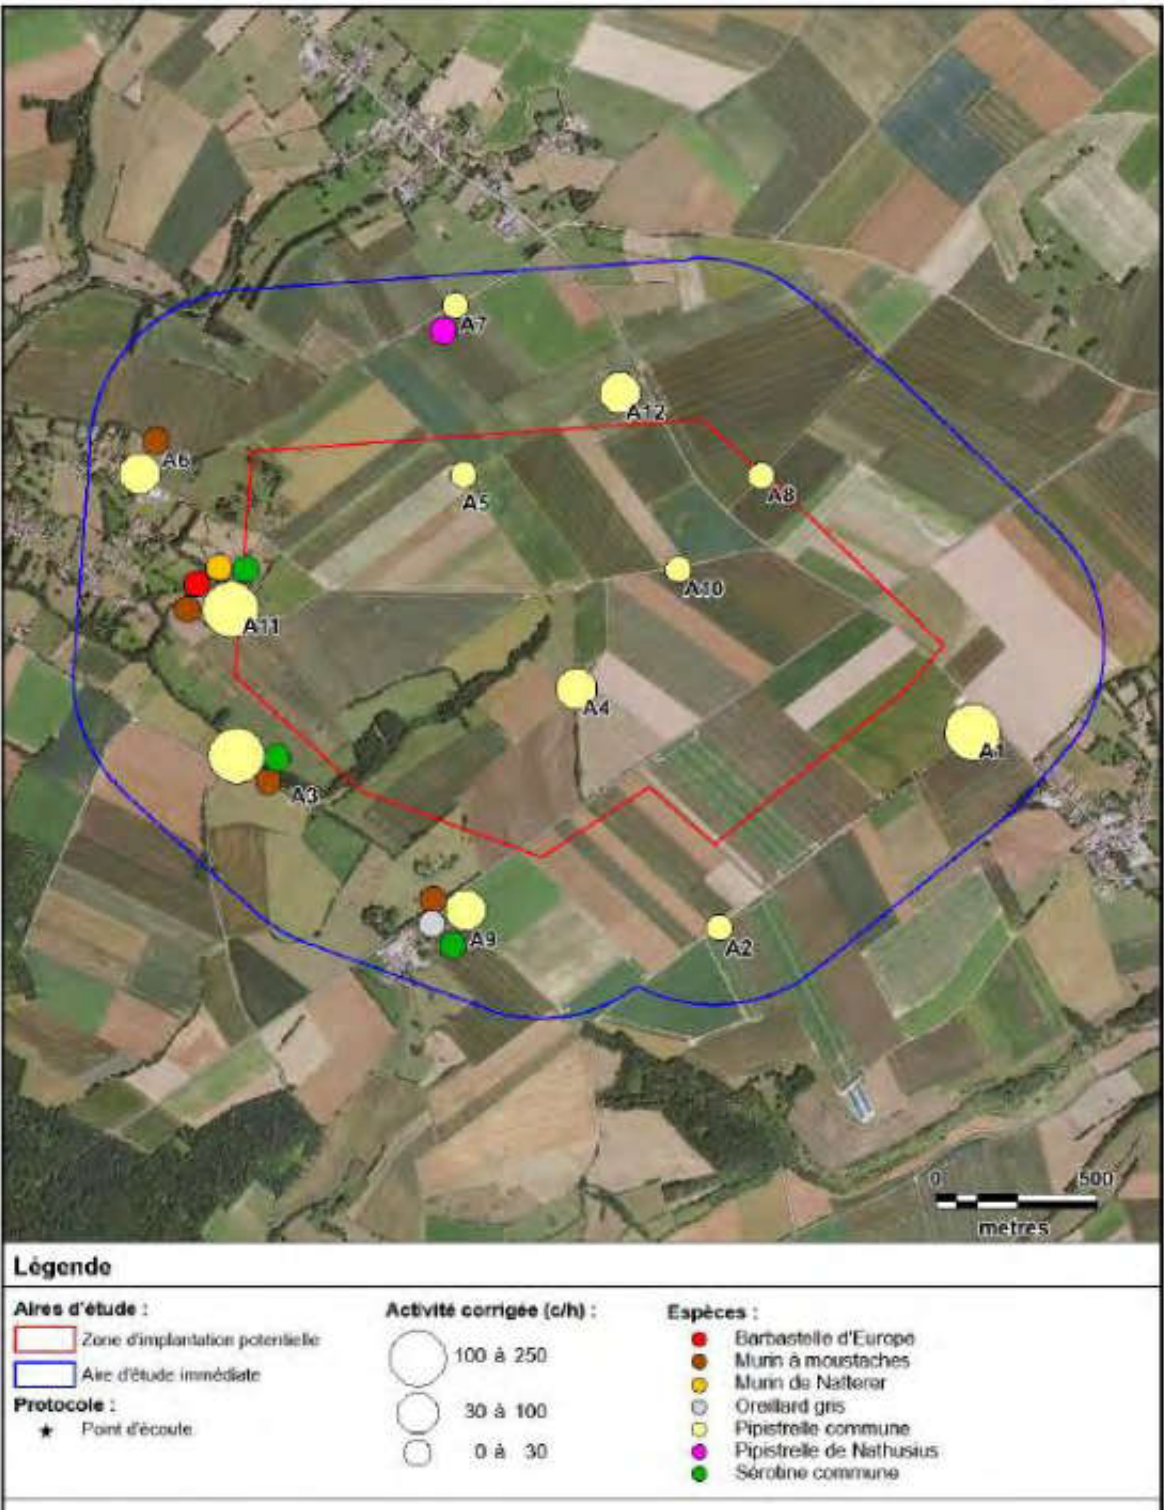 A7
A12
A6
A5
A8
A10
A11
A4
A1
A3
A9
A2
0 500
mètres
Légende
Aires d'étude :
Zone d'implantation potentielle
Aire d'étude immédiate
Protocole :
Point d'écoute
Activité corrigée (c/h) :
100 à 250
30 à 100
0 à 30
Espèces :
Barbastelle d'Europe
Murin à moustaches
Murin de Natterer
Oreillard gris
Pipistrelle commune
Pipistrelle de Nathusius
Sérotine commune